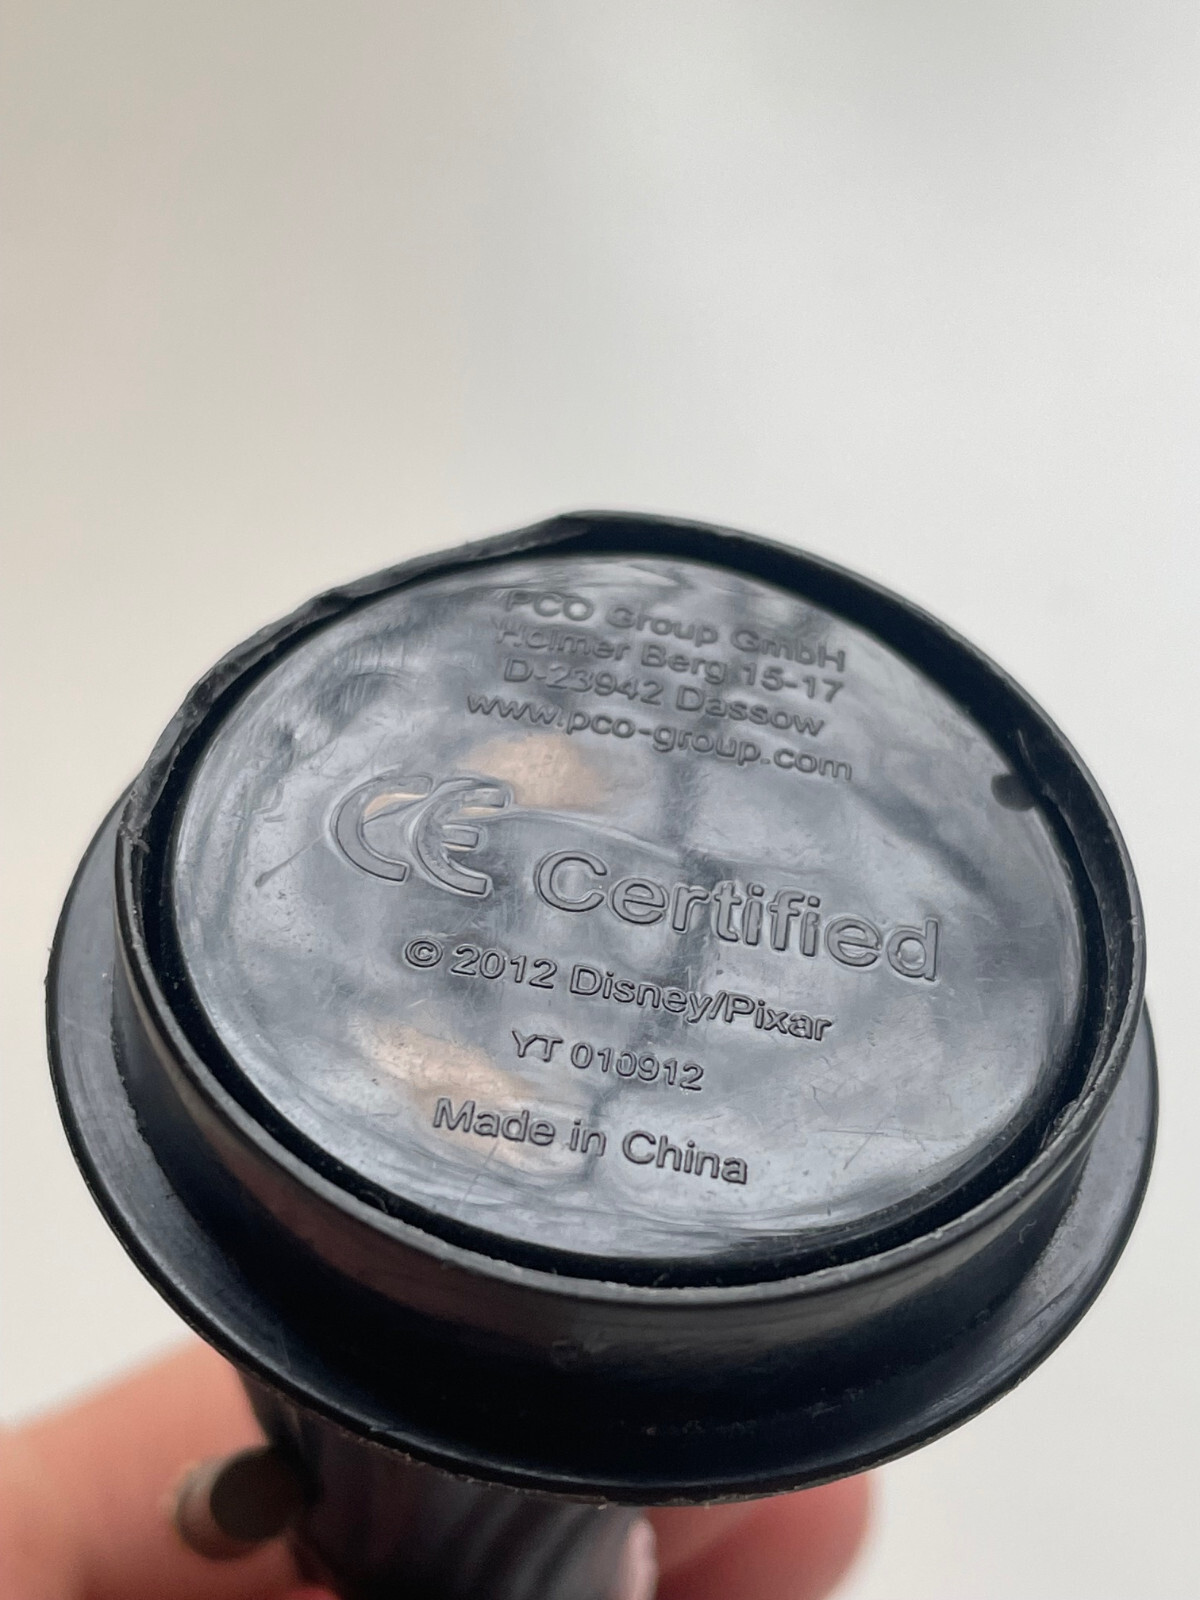 PCO Group GmbH
Holmer Berg 15-17
D-23942 Dassow
www.pco-group.com
CE Certified
© 2012 Disney/Pixar
YT 010912
Made in China